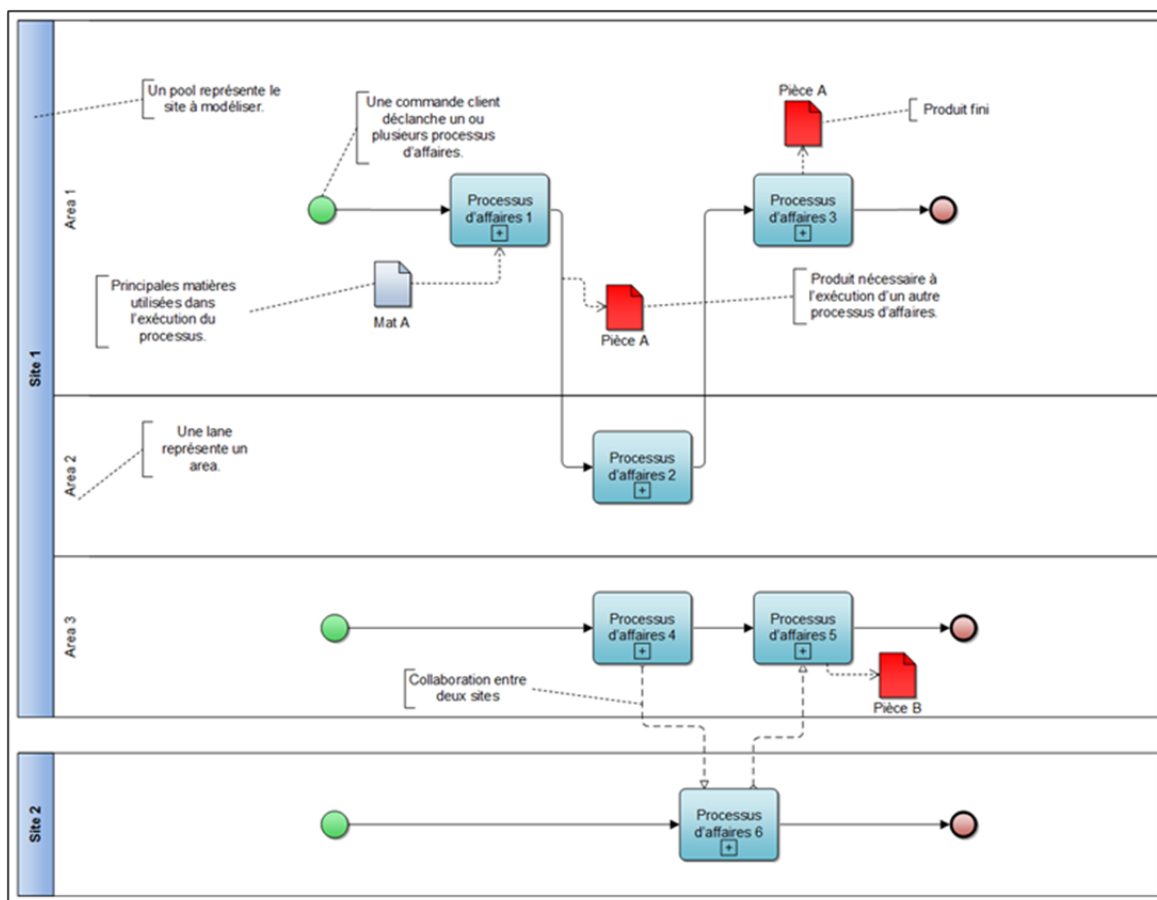 Site 1
Area 1
Un pool représente le
site à modéliser.
Une commande client
déclanche un ou
plusieurs processus
d'affaires.
Pièce A
Produit fini
Processus
d'affaires 1
Processus
d'affaires 3
Principales matières
utilisées dans
l'exécution du
processus.
Mat A
Pièce A
Produit nécessaire à
l'exécution d'un autre
processus d'affaires.
Area 2
Une lane
représente un
area.
Processus
d'affaires 2
Area 3
Processus
d'affaires 4
Processus
d'affaires 5
Collaboration entre
deux sites
Pièce B
Site 2
Processus
d'affaires 6